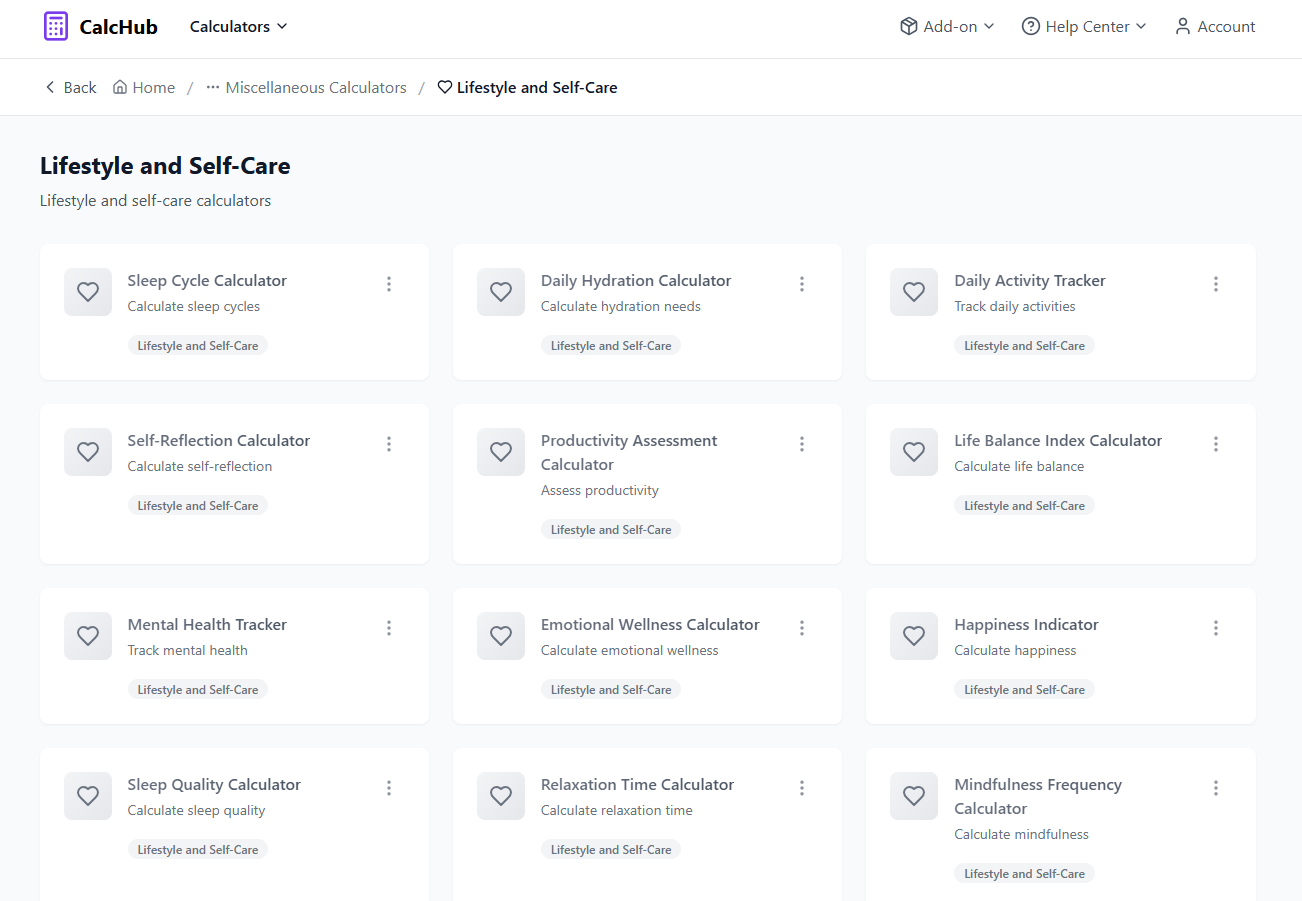 CalcHub
Calculators
Add-on
Help Center
Account
Back
Home
/
Miscellaneous Calculators
/
Lifestyle and Self-Care
Lifestyle and Self-Care
Lifestyle and self-care calculators
Sleep Cycle Calculator
Calculate sleep cycles
Lifestyle and Self-Care
Daily Hydration Calculator
Calculate hydration needs
Lifestyle and Self-Care
Daily Activity Tracker
Track daily activities
Lifestyle and Self-Care
Self-Reflection Calculator
Calculate self-reflection
Lifestyle and Self-Care
Productivity Assessment
Calculator
Assess productivity
Lifestyle and Self-Care
Life Balance Index Calculator
Calculate life balance
Lifestyle and Self-Care
Mental Health Tracker
Track mental health
Lifestyle and Self-Care
Emotional Wellness Calculator
Calculate emotional wellness
Lifestyle and Self-Care
Happiness Indicator
Calculate happiness
Lifestyle and Self-Care
Sleep Quality Calculator
Calculate sleep quality
Lifestyle and Self-Care
Relaxation Time Calculator
Calculate relaxation time
Lifestyle and Self-Care
Mindfulness Frequency
Calculator
Calculate mindfulness
Lifestyle and Self-Care